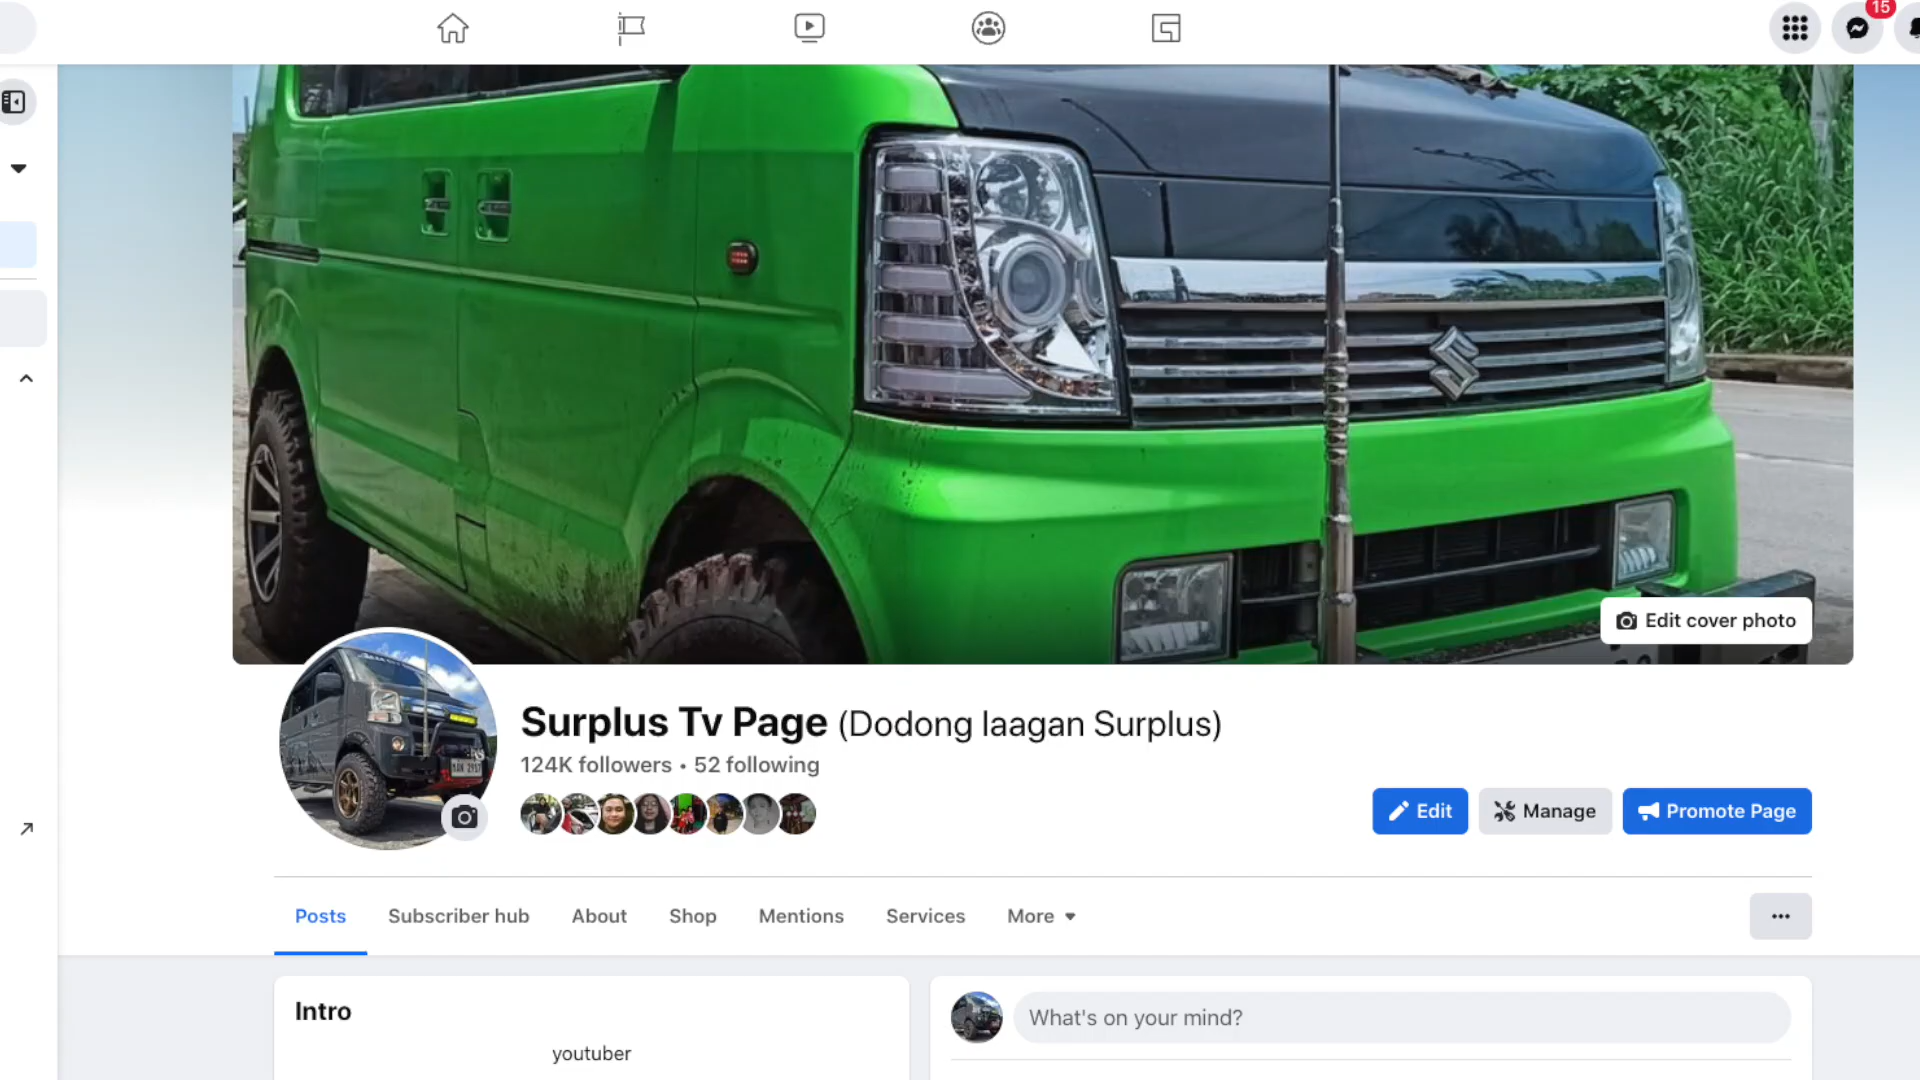 15
Edit cover photo
Surplus Tv Page (Dodong laagan Surplus)
124K followers • 52 following
Edit
Manage
Promote Page
Posts
Subscriber hub
About
Shop
Mentions
Services
More
Intro
youtuber
What's on your mind?